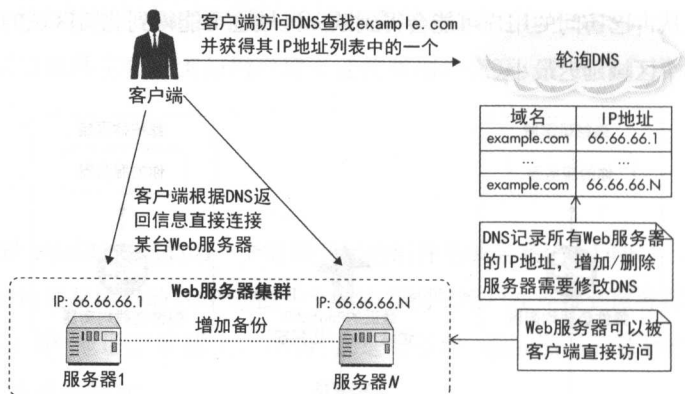 客户端访问DNS查找example.com
并获得其IP地址列表中的一个
轮询DNS
客户端
域名 IP地址
example.com 66.66.66.1
... ...
example.com 66.66.66.N
客户端根据DNS返
回信息直接连接
某台Web服务器
DNS记录所有Web服务器
的IP地址，增加/删除
服务器需要修改DNS
Web服务器集群
IP: 66.66.66.1
IP: 66.66.66.N
增加备份
服务器1
服务器N
Web服务器可以被
客户端直接访问